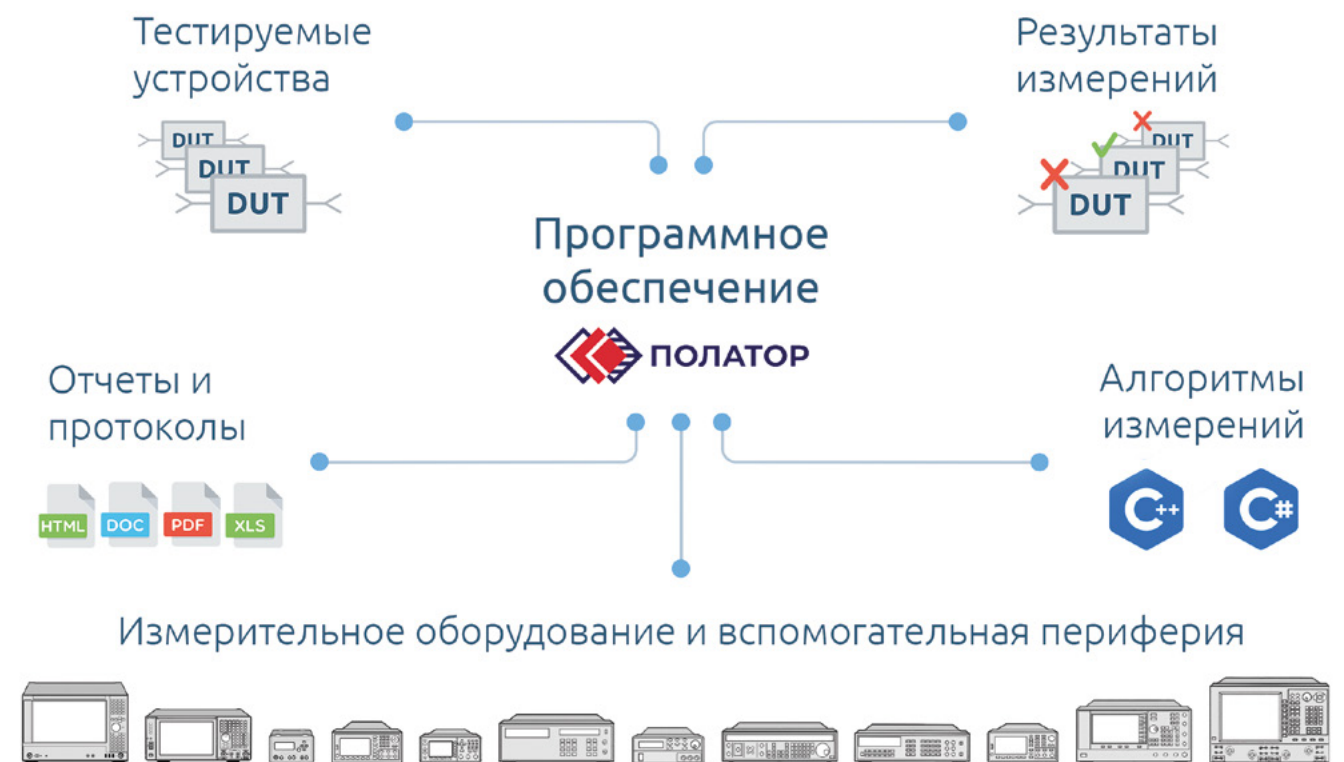 Тестируемые
устройства
DUT
DUT
DUT
Результаты
измерений
DUT
DUT
DUT
Программное
обеспечение
ПОЛАТОР
Отчеты и
протоколы
HTML DOC PDF XLS
Алгоритмы
измерений
C++ C#
Измерительное оборудование и вспомогательная периферия